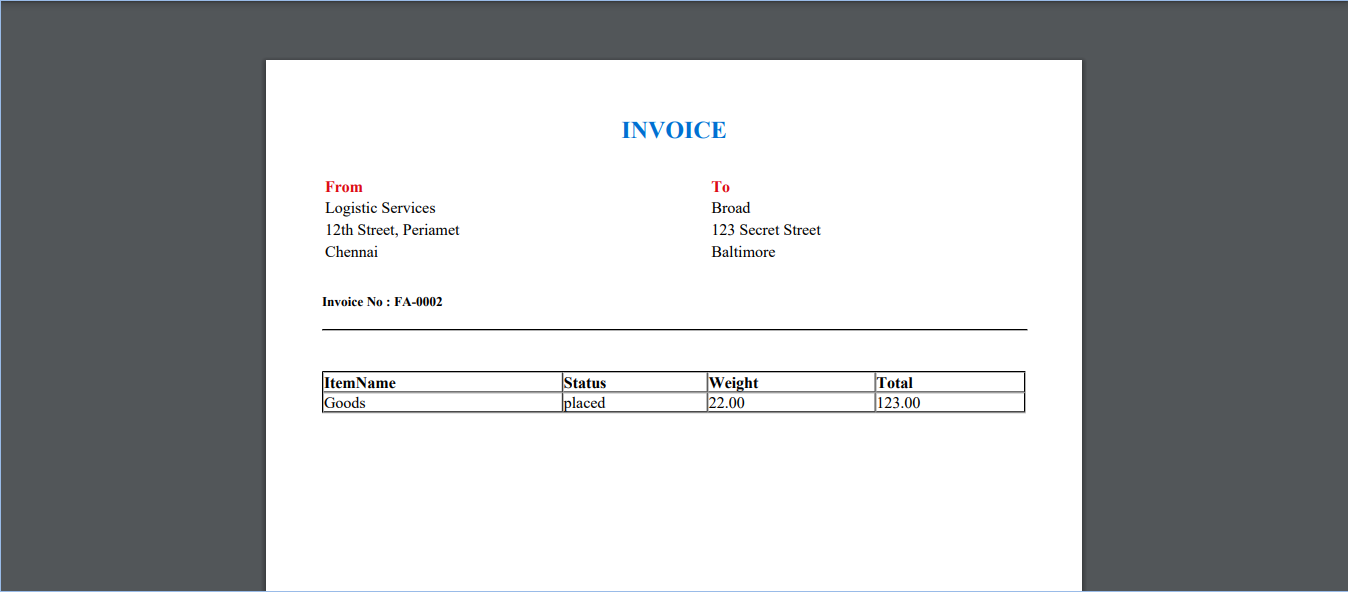 INVOICE
From To
Logistic Services Broad
12th Street, Periamet 123 Secret Street
Chennai Baltimore
Invoice No : FA-0002
ItemName Status Weight Total
Goods placed 22.00 123.00